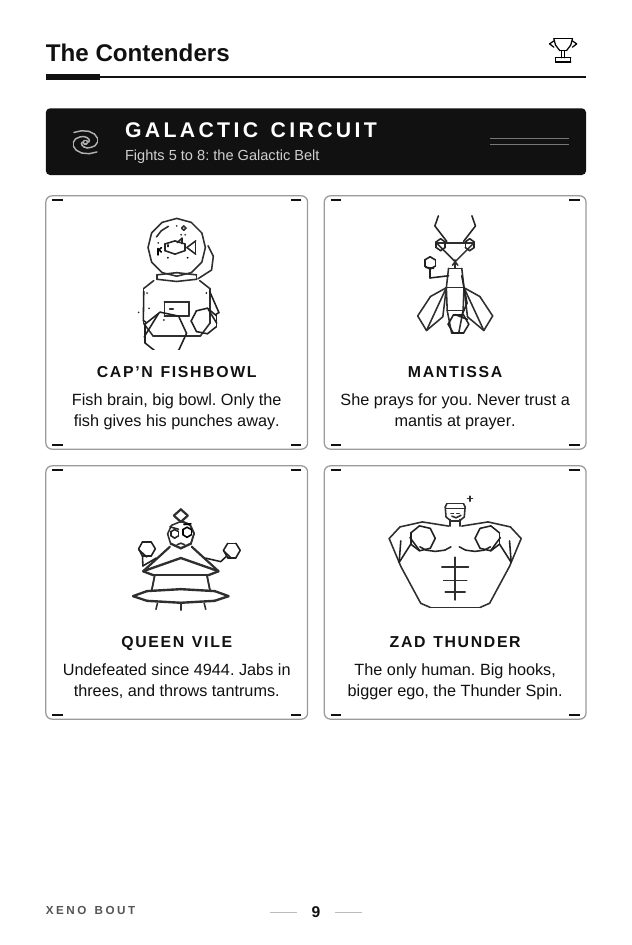 The Contenders
GALACTIC CIRCUIT
Fights 5 to 8: the Galactic Belt
CAP’N FISHBOWL
Fish brain, big bowl. Only the
fish gives his punches away.
MANTISSA
She prays for you. Never trust a
mantis at prayer.
QUEEN VILE
Undefeated since 4944. Jabs in
threes, and throws tantrums.
ZAD THUNDER
The only human. Big hooks,
bigger ego, the Thunder Spin.
XENO BOUT
9